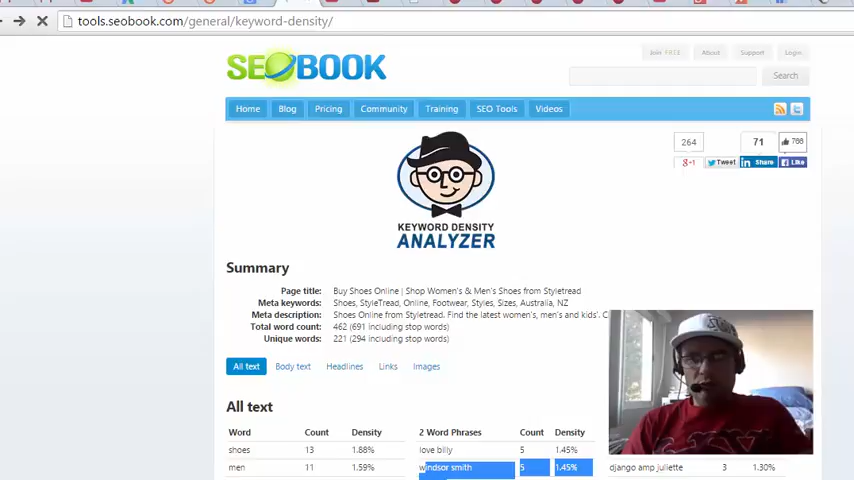 tools.seobook.com/general/keyword-density/
Join FREE About Support Login
SEOBOOK
Search
Home Blog Pricing Community Training SEO Tools Videos
264 71 788
g+1 Tweet in Share Like
KEYWORD DENSITY
ANALYZER
Summary
Page title: Buy Shoes Online | Shop Women's & Men's Shoes from Styletread
Meta keywords: Shoes, StyleTread, Online, Footwear, Styles, Sizes, Australia, NZ
Meta description: Shoes Online from Styletread. Find the latest women's, men's and kids'. C
Total word count: 462 (691 including stop words)
Unique words: 221 (294 including stop words)
All text Body text Headlines Links Images
All text
Word Count Density 2 Word Phrases Count Density
shoes 13 1.88% love billy 5 1.45%
men 11 1.59% windsor smith 5 1.45% django amp juliette 3 1.30%